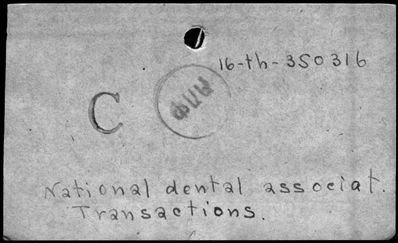 16-th-350316
C
National dental associat.
Transactions.